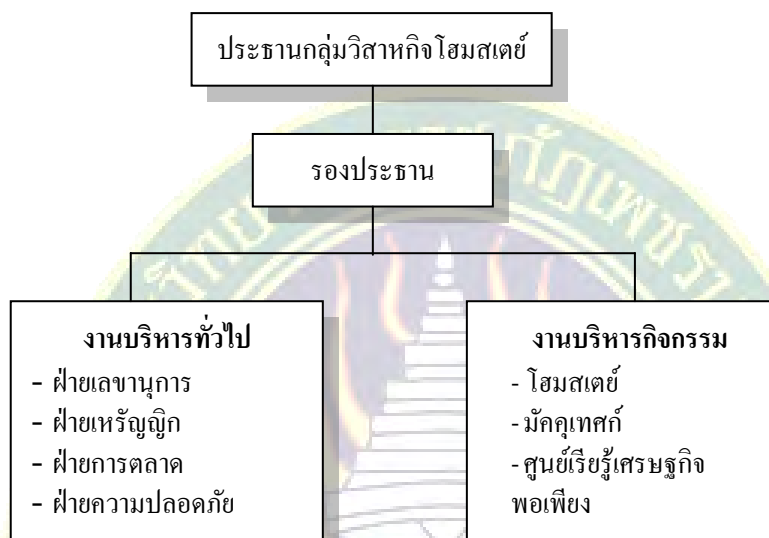 ประธานกลุ่มวิสาหกิจโฮมสเตย์
รองประธาน
งานบริหารทั่วไป
- ฝ่ายเลขานุการ
- ฝ่ายเหรัญญิก
- ฝ่ายการตลาด
- ฝ่ายความปลอดภัย
งานบริหารกิจกรรม
- โฮมสเตย์
- มัคคุเทศก์
- ศูนย์เรียรู้เศรษฐกิจ
พอเพียง